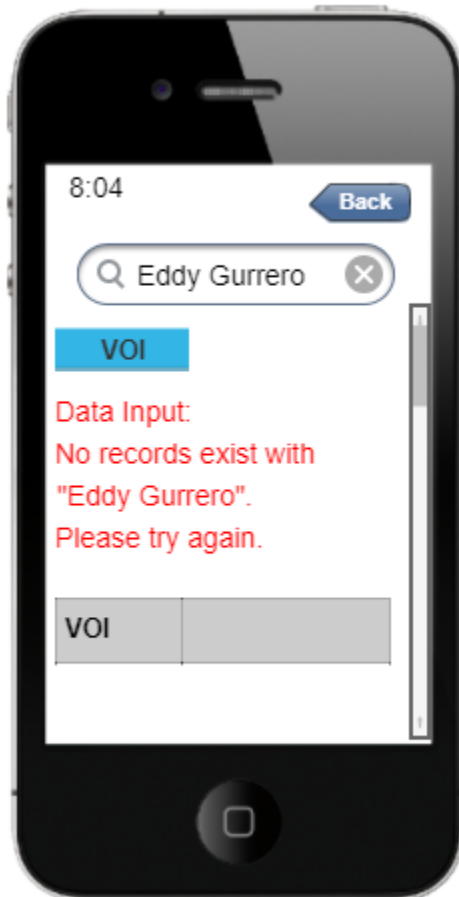 8:04
Back
Eddy Gurrero
VOI
Data Input:
No records exist with
"Eddy Gurrero".
Please try again.
VOI